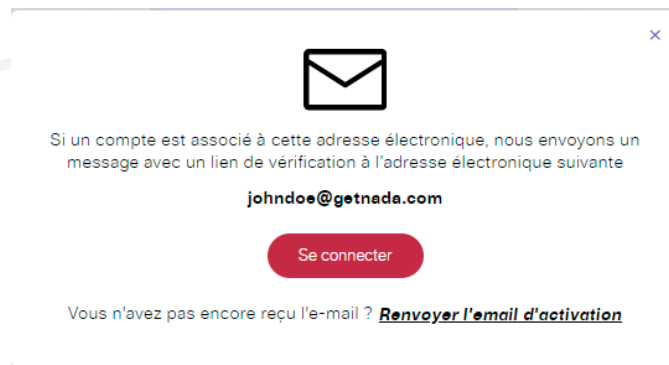 Si un compte est associé à cette adresse électronique, nous envoyons un
message avec un lien de vérification à l'adresse électronique suivante
johndoe@getnada.com
Se connecter
Vous n'avez pas encore reçu l'e-mail ? Renvoyer l'email d'activation